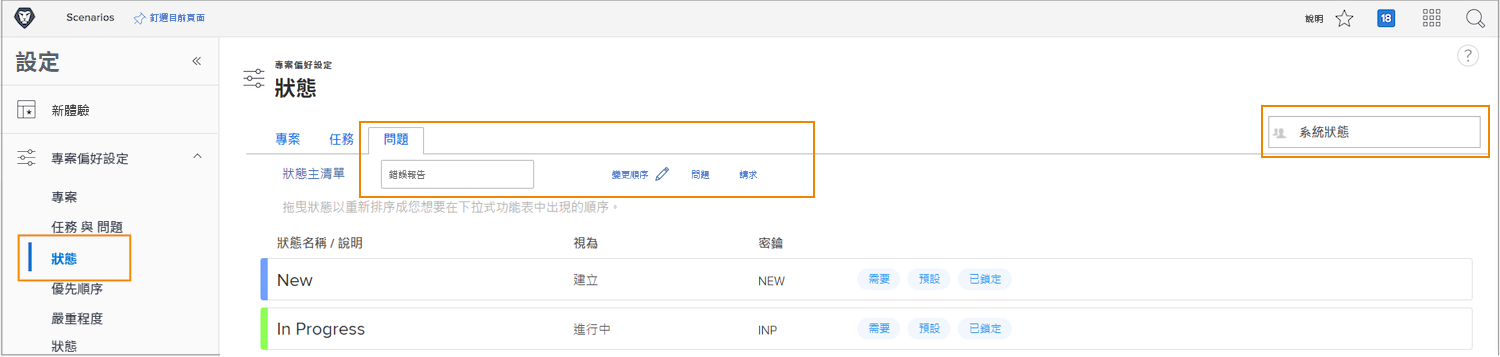 Scenarios 釘選目前頁面 說明 18
設定 «
新體驗
專案偏好設定
專案
任務 與 問題
狀態
優先順序
嚴重程度
狀態
專案偏好設定
狀態
?
系統狀態
專案 任務 問題
狀態主清單 錯誤報告 變更順序 問題 請求
拖曳狀態以重新排序成您想要在下拉式功能表中出現的順序。
狀態名稱 / 說明 視為 密鑰
New 建立 NEW 需要 預設 已鎖定
In Progress 進行中 INP 需要 預設 已鎖定